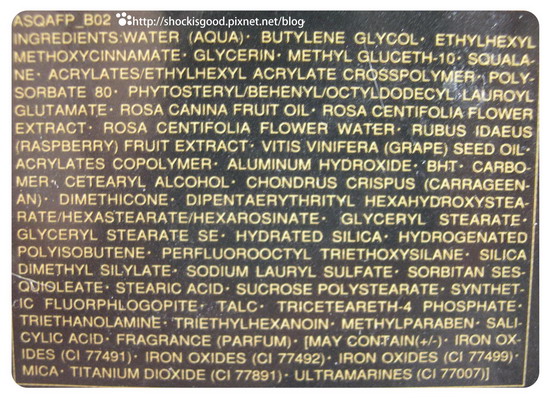 ASQAFP_B02 http://shockisgood.pixnet.net/blog
INGREDIENTS:WATER (AQUA)· BUTYLENE GLYCOL· ETHYLHEXYL
METHOXYCINNAMATE· GLYCERIN· METHYL GLUCETH-10· SQUALA-
NE· ACRYLATES/ETHYLHEXYL ACRYLATE CROSSPOLYMER· POLY-
SORBATE 80· PHYTOSTERYL/BEHENYL/OCTYLDODECYL LAUROYL
GLUTAMATE· ROSA CANINA FRUIT OIL· ROSA CENTIFOLIA FLOWER
EXTRACT· ROSA CENTIFOLIA FLOWER WATER· RUBUS IDAEUS
(RASPBERRY) FRUIT EXTRACT· VITIS VINIFERA (GRAPE) SEED OIL·
ACRYLATES COPOLYMER· ALUMINUM HYDROXIDE· BHT· CARBO-
MER· CETEARYL ALCOHOL· CHONDRUS CRISPUS (CARRAGEEN-
AN)· DIMETHICONE· DIPENTAERYTHRITYL HEXAHYDROXYSTEA-
RATE/HEXASTEARATE/HEXAROSINATE· GLYCERYL STEARATE·
GLYCERYL STEARATE SE· HYDRATED SILICA· HYDROGENATED
POLYISOBUTENE· PERFLUOROOCTYL TRIETHOXYSILANE· SILICA
DIMETHYL SILYLATE· SODIUM LAURYL SULFATE· SORBITAN SES-
QUIOLEATE· STEARIC ACID· SUCROSE POLYSTEARATE· SYNTHET-
IC FLUORPHLOGOPITE· TALC· TRICETEARETH-4 PHOSPHATE·
TRIETHANOLAMINE· TRIETHYLHEXANOIN· METHYLPARABEN· SALI-
CYLIC ACID· FRAGRANCE (PARFUM)· [MAY CONTAIN(+/-)· IRON OX-
IDES (CI 77491)· IRON OXIDES (CI 77492)· IRON OXIDES (CI 77499)·
MICA· TITANIUM DIOXIDE (CI 77891)· ULTRAMARINES (CI 77007)]